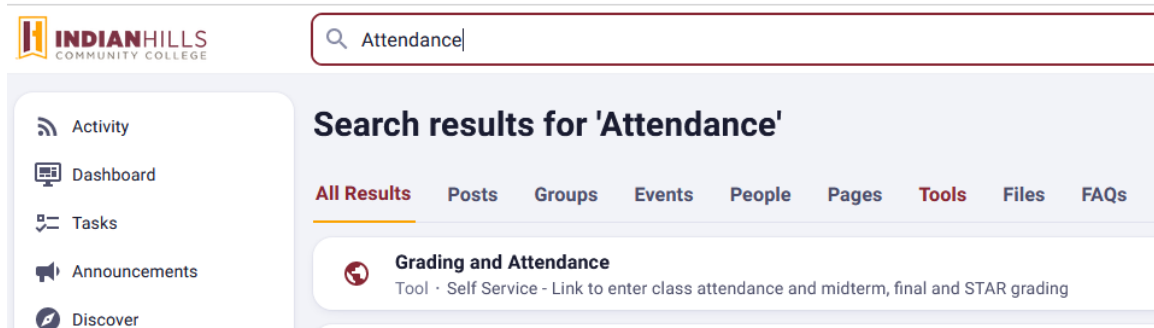 INDIANHILLS
COMMUNITY COLLEGE
Attendance
Activity
Dashboard
Tasks
Announcements
Discover
Search results for 'Attendance'
All Results Posts Groups Events People Pages Tools Files FAQs
Grading and Attendance
Tool · Self Service - Link to enter class attendance and midterm, final and STAR grading